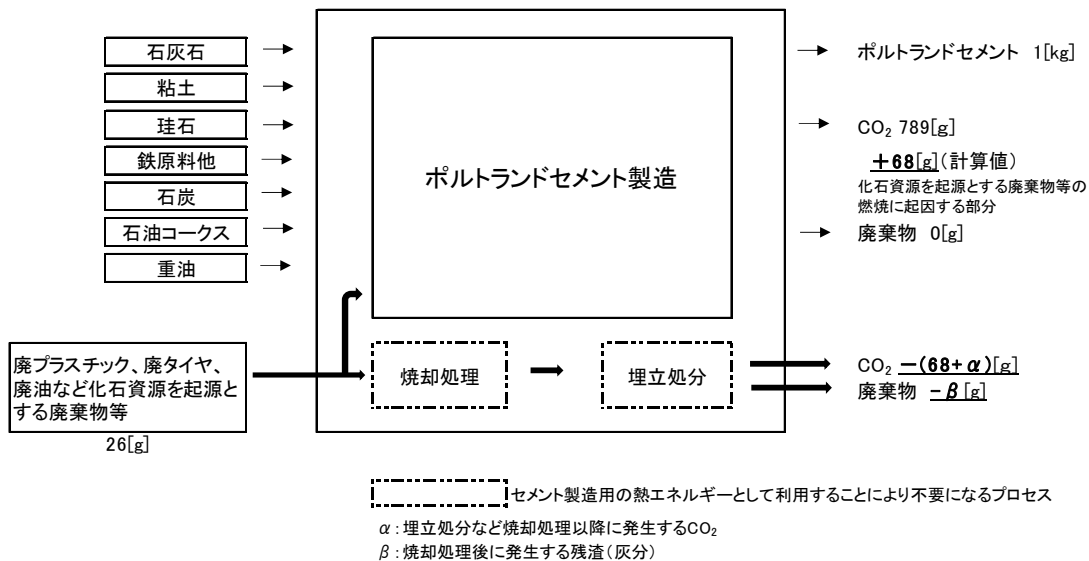 石灰石
粘土
珪石
鉄原料他
石炭
石油コークス
重油
廃プラスチック、廃タイヤ、
廃油など化石資源を起源と
する廃棄物等
26[g]
ポルトランドセメント製造
焼却処理
埋立処分
ポルトランドセメント 1[kg]
CO₂ 789[g]
+68[g](計算値)
化石資源を起源とする廃棄物等の
燃焼に起因する部分
廃棄物 0[g]
CO₂ -(68+α)[g]
廃棄物 -β[g]
セメント製造用の熱エネルギーとして利用することにより不要になるプロセス
α:埋立処分など焼却処理以降に発生するCO₂
β:焼却処理後に発生する残渣(灰分)